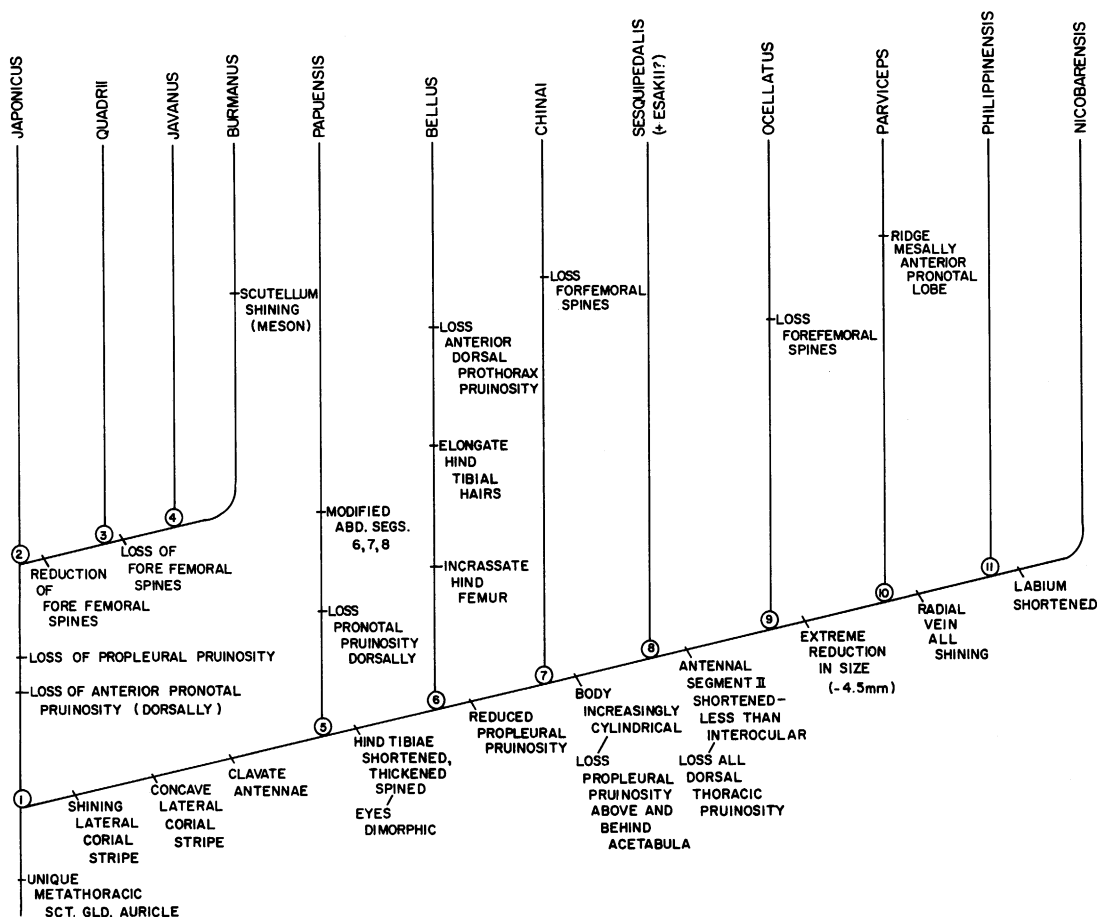 JAPONICUS
QUADRII
JAVANUS
BURMANUS
PAPUENSIS
BELLUS
CHINAI
SESQUIPEDALIS
(+ ESAKII?)
OCELLATUS
PARVICEPS
PHILIPPINENSIS
NICOBARENSIS
RIDGE
MESALLY
ANTERIOR
PRONOTAL
LOBE
LOSS
FORFEMORAL
SPINES
SCUTELLUM
SHINING
(MESON)
LOSS
FOREFEMORAL
SPINES
LOSS
ANTERIOR
DORSAL
PROTHORAX
PRUINOSITY
ELONGATE
HIND
TIBIAL
HAIRS
MODIFIED
ABD. SEGS.
6,7,8
INCRASSATE
HIND
FEMUR
LOSS
PRONOTAL
PRUINOSITY
DORSALLY
2
3
4
REDUCTION
OF
FORE FEMORAL
SPINES
LOSS OF
FORE FEMORAL
SPINES
LOSS OF PROPLEURAL PRUINOSITY
LOSS OF ANTERIOR PRONOTAL
PRUINOSITY (DORSALLY)
1
5
6
7
8
9
10
11
SHINING
LATERAL
CORIAL
STRIPE
CONCAVE
LATERAL
CORIAL
STRIPE
CLAVATE
ANTENNAE
HIND TIBIAE
SHORTENED,
THICKENED
SPINED
EYES
DIMORPHIC
REDUCED
PROPLEURAL
PRUINOSITY
BODY
INCREASINGLY
CYLINDRICAL
LOSS
PROPLEURAL
PRUINOSITY
ABOVE AND
BEHIND
ACETABULA
ANTENNAL
SEGMENT II
SHORTENED-
LESS THAN
INTEROCULAR
LOSS ALL
DORSAL
THORACIC
PRUINOSITY
EXTREME
REDUCTION
IN SIZE
(-4.5mm)
RADIAL
VEIN
ALL
SHINING
LABIUM
SHORTENED
UNIQUE
METATHORACIC
SCT. GLD. AURICLE